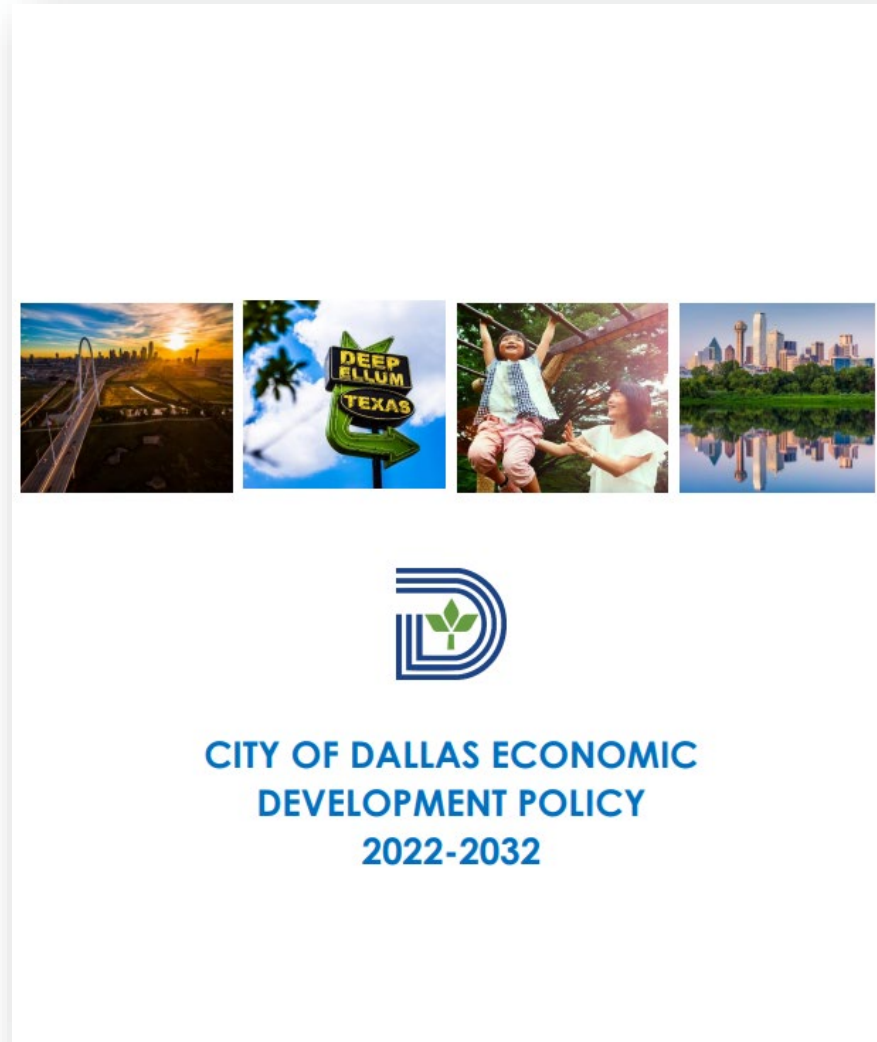 DEEP
ELLUM
TEXAS
CITY OF DALLAS ECONOMIC
DEVELOPMENT POLICY
2022-2032